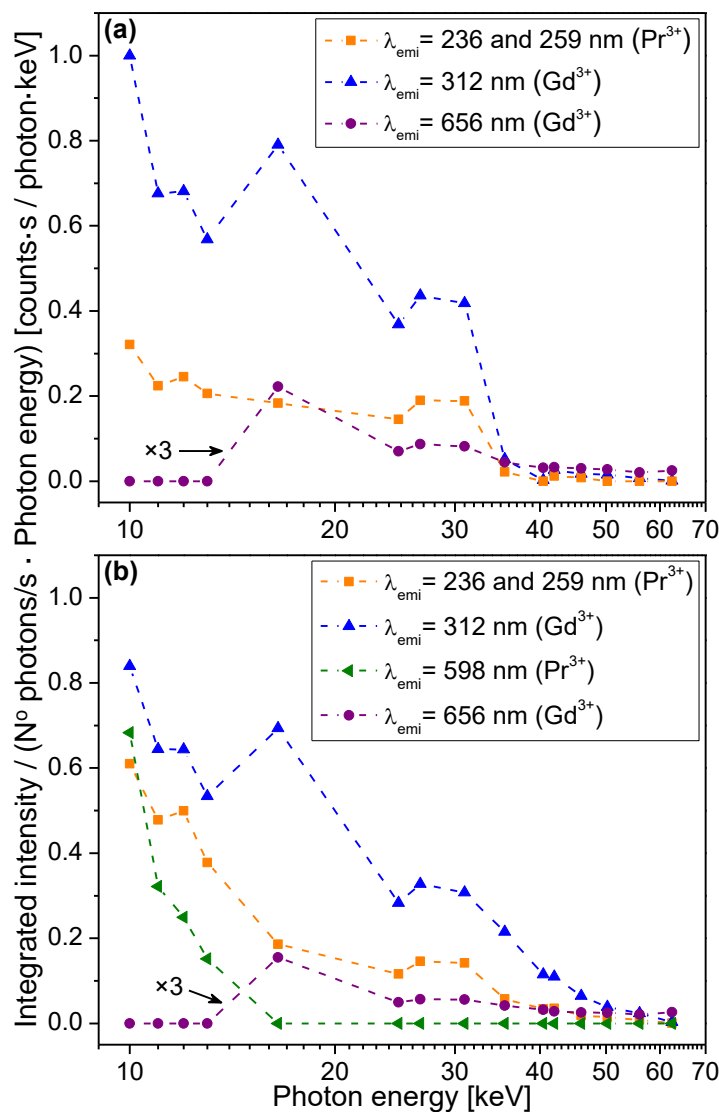 Integrated intensity / (Nº photons/s · Photon energy) [counts·s / photon·keV]
(a)
λemi= 236 and 259 nm (Pr3+)
λemi= 312 nm (Gd3+)
λemi= 656 nm (Gd3+)
1.0
0.8
0.6
0.4
0.2
0.0
×3
10 20 30 40 50 60 70
(b)
λemi= 236 and 259 nm (Pr3+)
λemi= 312 nm (Gd3+)
λemi= 598 nm (Pr3+)
λemi= 656 nm (Gd3+)
1.0
0.8
0.6
0.4
0.2
0.0
×3
10 20 30 40 50 60 70
Photon energy [keV]